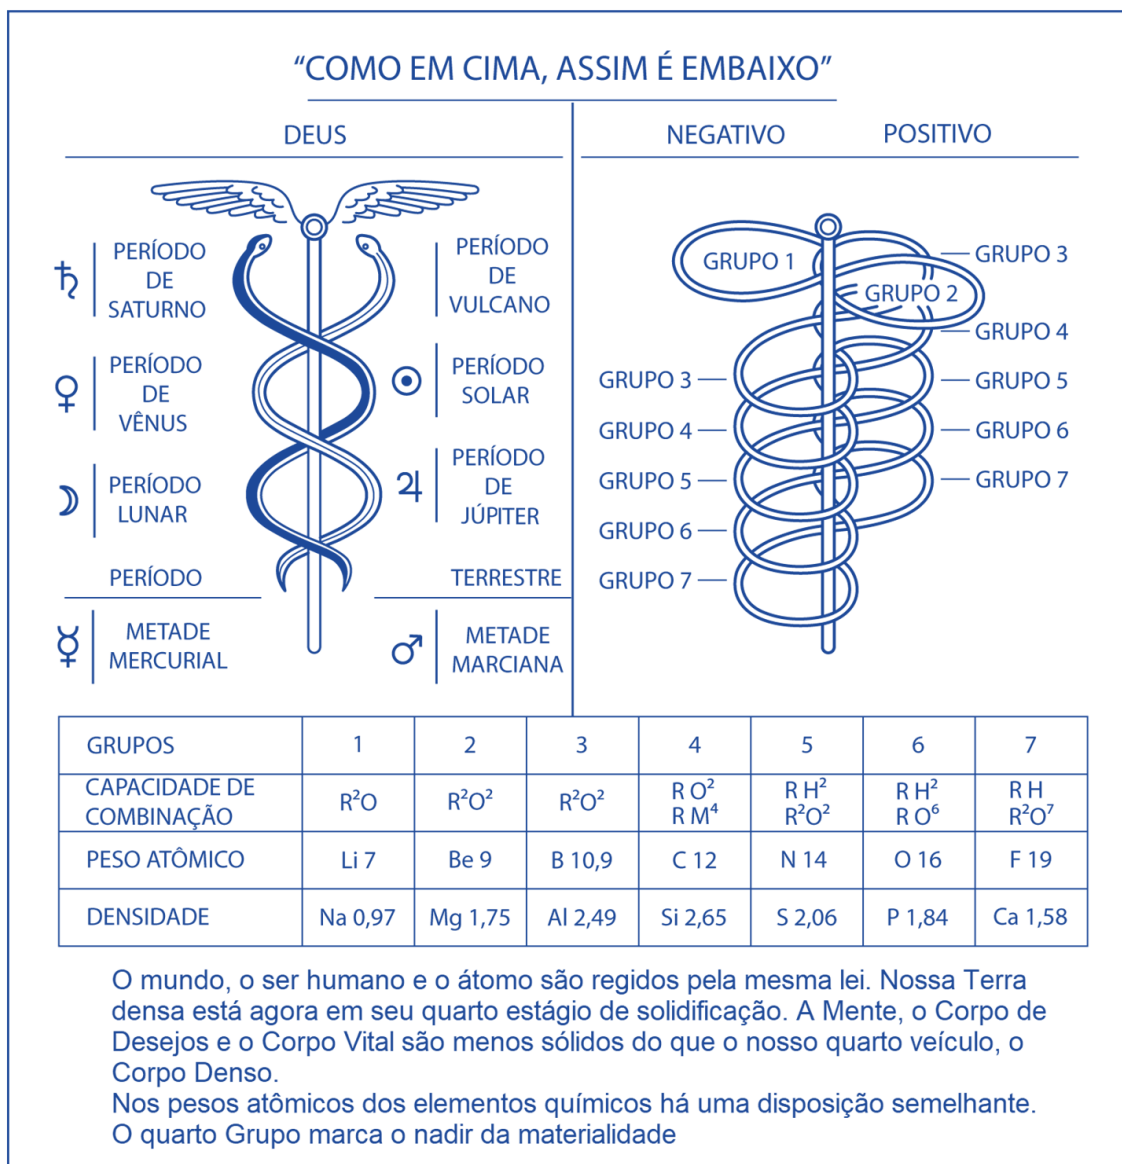 “COMO EM CIMA, ASSIM É EMBAIXO”
DEUS
NEGATIVO POSITIVO
PERÍODO
DE
SATURNO
PERÍODO
DE
VULCANO
PERÍODO
DE
VÊNUS
PERÍODO
SOLAR
PERÍODO
LUNAR
PERÍODO
DE
JÚPITER
PERÍODO TERRESTRE
METADE
MERCURIAL
METADE
MARCIANA
GRUPO 1
GRUPO 2
GRUPO 3
GRUPO 4
GRUPO 5
GRUPO 6
GRUPO 7
GRUPO 3
GRUPO 4
GRUPO 5
GRUPO 6
GRUPO 7
GRUPOS 1 2 3 4 5 6 7
CAPACIDADE DE
COMBINAÇÃO R²O R²O² R²O² R O² R H² R H² R H
R M⁴ R²O² R O⁶ R²O⁷
PESO ATÔMICO Li 7 Be 9 B 10,9 C 12 N 14 O 16 F 19
DENSIDADE Na 0,97 Mg 1,75 Al 2,49 Si 2,65 S 2,06 P 1,84 Ca 1,58
O mundo, o ser humano e o átomo são regidos pela mesma lei. Nossa Terra
densa está agora em seu quarto estágio de solidificação. A Mente, o Corpo de
Desejos e o Corpo Vital são menos sólidos do que o nosso quarto veículo, o
Corpo Denso.
Nos pesos atômicos dos elementos químicos há uma disposição semelhante.
O quarto Grupo marca o nadir da materialidade